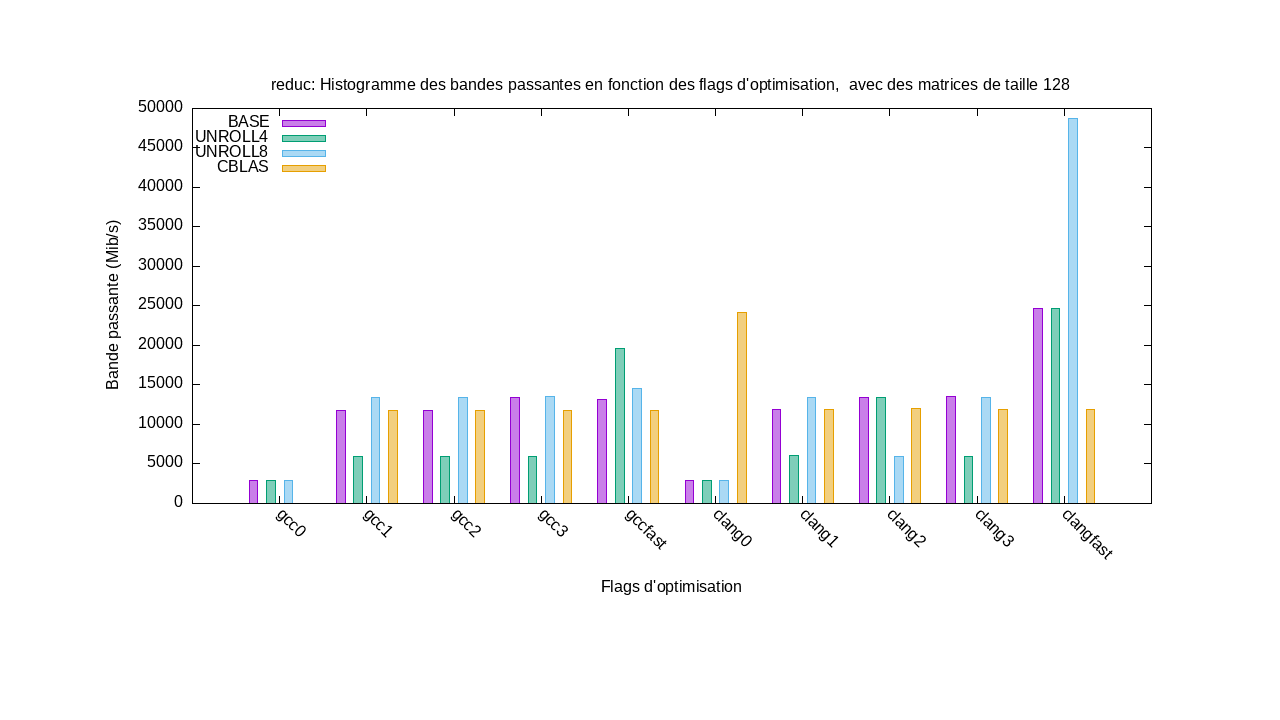 reduc: Histogramme des bandes passantes en fonction des flags d'optimisation,  avec des matrices de taille 128
50000
45000
40000
35000
30000
25000
20000
15000
10000
5000
0
Bande passante (Mib/s)
BASE
UNROLL4
UNROLL8
CBLAS
gcc0
gcc1
gcc2
gcc3
gccfast
clang0
clang1
clang2
clang3
clangfast
Flags d'optimisation